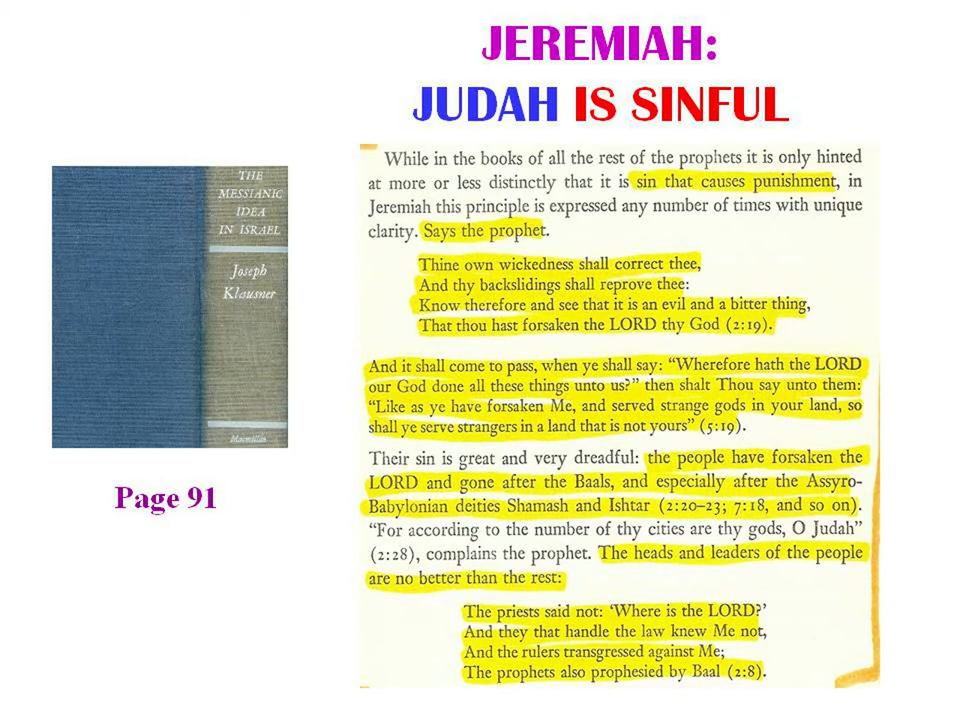 JEREMIAH:
JUDAH IS SINFUL
THE
MESSIANIC
IDEA
IN ISRAEL
Joseph
Klausner
Macmillan
Page 91
While in the books of all the rest of the prophets it is only hinted
at more or less distinctly that it is sin that causes punishment, in
Jeremiah this principle is expressed any number of times with unique
clarity. Says the prophet.
Thine own wickedness shall correct thee,
And thy backslidings shall reprove thee:
Know therefore and see that it is an evil and a bitter thing,
That thou hast forsaken the LORD thy God (2:19).
And it shall come to pass, when ye shall say: “Wherefore hath the LORD
our God done all these things unto us?” then shalt Thou say unto them:
“Like as ye have forsaken Me, and served strange gods in your land, so
shall ye serve strangers in a land that is not yours” (5:19).
Their sin is great and very dreadful: the people have forsaken the
LORD and gone after the Baals, and especially after the Assyro-
Babylonian deities Shamash and Ishtar (2:20–23; 7:18, and so on).
“For according to the number of thy cities are thy gods, O Judah”
(2:28), complains the prophet. The heads and leaders of the people
are no better than the rest:
The priests said not: ‘Where is the LORD?’
And they that handle the law knew Me not,
And the rulers transgressed against Me;
The prophets also prophesied by Baal (2:8).